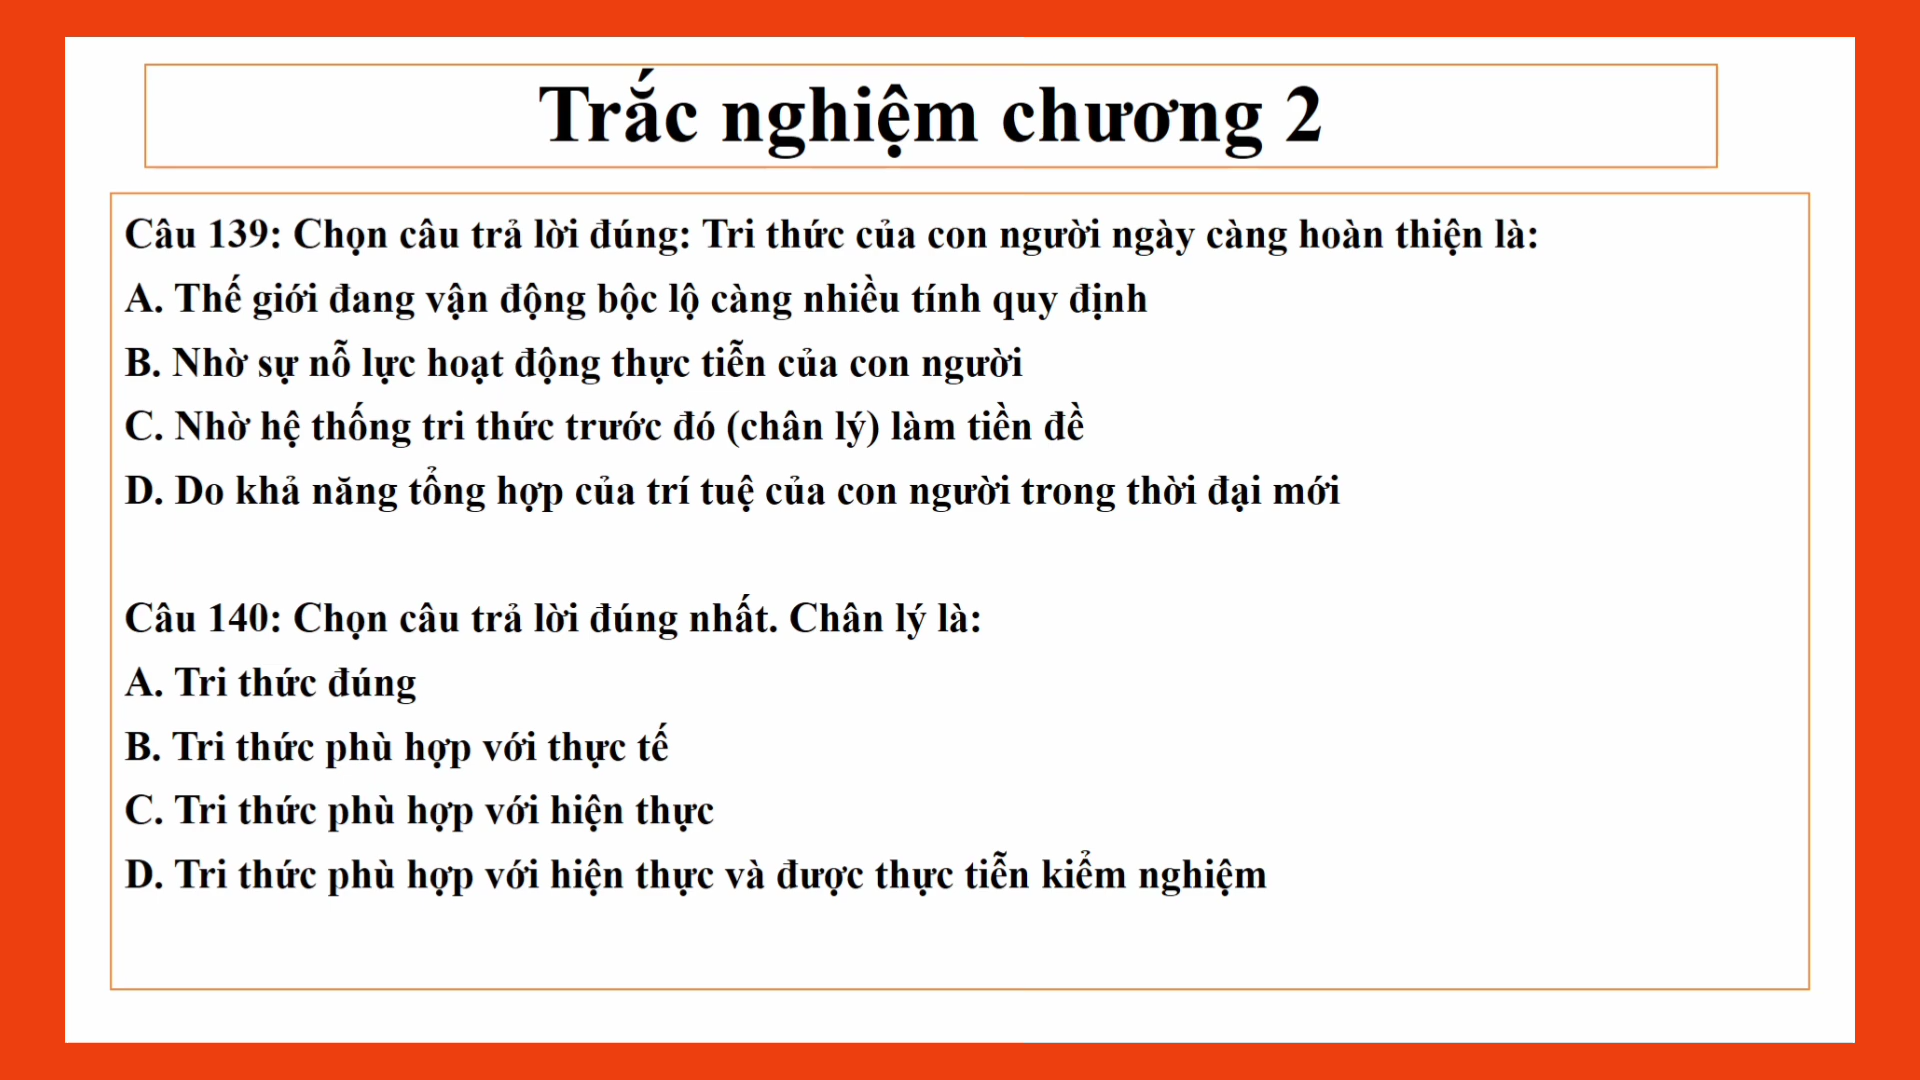 Trắc nghiệm chương 2
Câu 139: Chọn câu trả lời đúng: Tri thức của con người ngày càng hoàn thiện là:
A. Thế giới đang vận động bộc lộ càng nhiều tính quy định
B. Nhờ sự nỗ lực hoạt động thực tiễn của con người
C. Nhờ hệ thống tri thức trước đó (chân lý) làm tiền đề
D. Do khả năng tổng hợp của trí tuệ của con người trong thời đại mới
Câu 140: Chọn câu trả lời đúng nhất. Chân lý là:
A. Tri thức đúng
B. Tri thức phù hợp với thực tế
C. Tri thức phù hợp với hiện thực
D. Tri thức phù hợp với hiện thực và được thực tiễn kiểm nghiệm